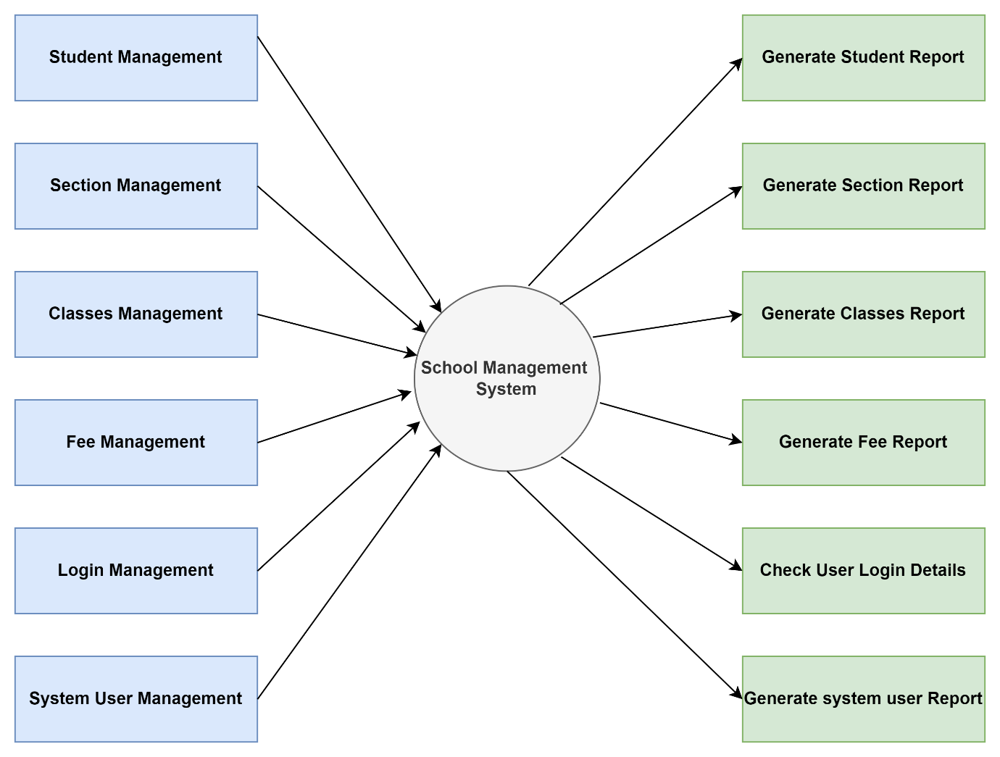 Student Management
Section Management
Classes Management
Fee Management
Login Management
System User Management
School Management
System
Generate Student Report
Generate Section Report
Generate Classes Report
Generate Fee Report
Check User Login Details
Generate system user Report